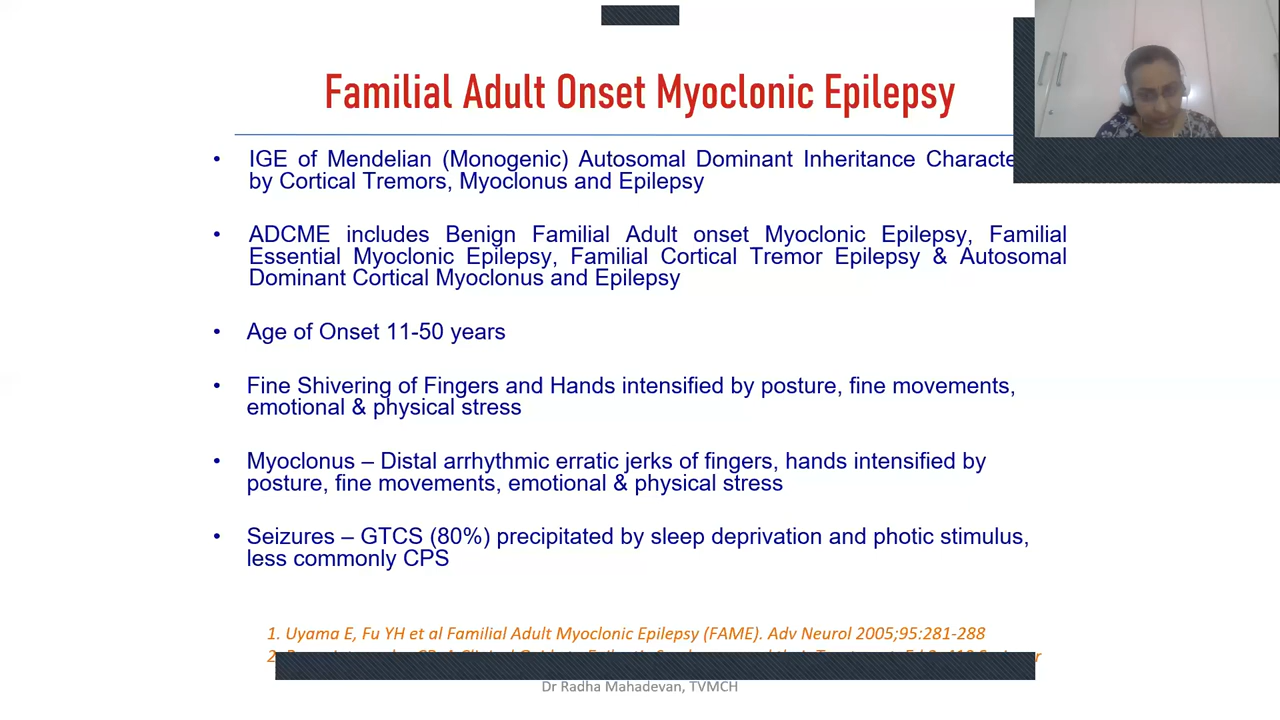 Familial Adult Onset Myoclonic Epilepsy
• IGE of Mendelian (Monogenic) Autosomal Dominant Inheritance
by Cortical Tremors, Myoclonus and Epilepsy
• ADCME includes Benign Familial Adult onset Myoclonic Epilepsy, Familial
Essential Myoclonic Epilepsy, Familial Cortical Tremor Epilepsy & Autosomal
Dominant Cortical Myoclonus and Epilepsy
• Age of Onset 11-50 years
• Fine Shivering of Fingers and Hands intensified by posture, fine movements,
emotional & physical stress
• Myoclonus – Distal arrhythmic erratic jerks of fingers, hands intensified by
posture, fine movements, emotional & physical stress
• Seizures – GTCS (80%) precipitated by sleep deprivation and photic stimulus,
less commonly CPS
1. Uyama E, Fu YH et al Familial Adult Myoclonic Epilepsy (FAME). Adv Neurol 2005;95:281-288
2.
Dr Radha Mahadevan, TVMCH